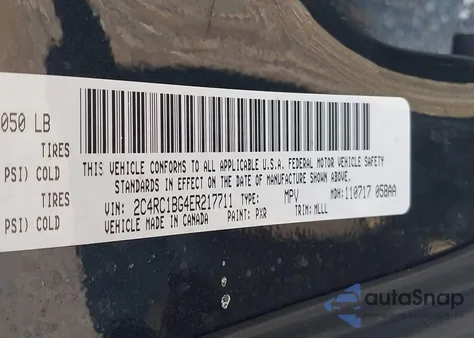 050 LB
TIRES
PSI) COLD
TIRES
PSI) COLD
THIS VEHICLE CONFORMS TO ALL APPLICABLE U.S.A. FEDERAL MOTOR VEHICLE SAFETY
STANDARDS IN EFFECT ON THE DATE OF MANUFACTURE SHOWN ABOVE.
VIN: 2C4RC1BG4ER217711 TYPE: MPV MDH: 110717 05BAA
VEHICLE MADE IN CANADA PAINT: PXR TRIM: MLLL
autoSnap